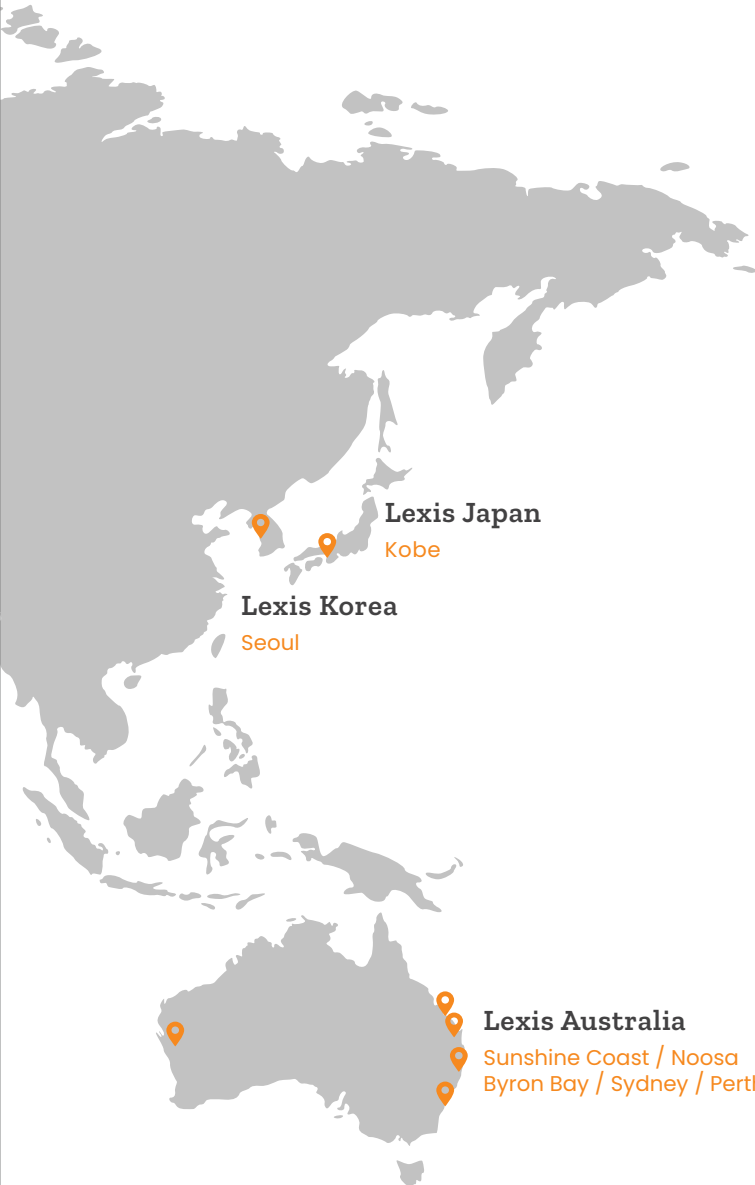 Lexis Japan
Kobe
Lexis Korea
Seoul
Lexis Australia
Sunshine Coast / Noosa
Byron Bay / Sydney /